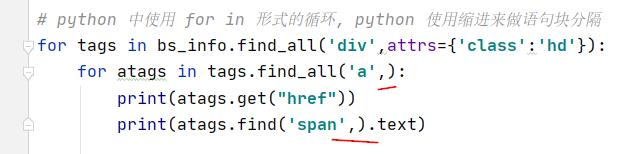 # python 中使用 for in 形式的循环, python 使用缩进来做语句块分隔
for tags in bs_info.find_all('div',attrs={'class':'hd'}):
for atags in tags.find_all('a',):
print(atags.get("href"))
print(atags.find('span',).text)